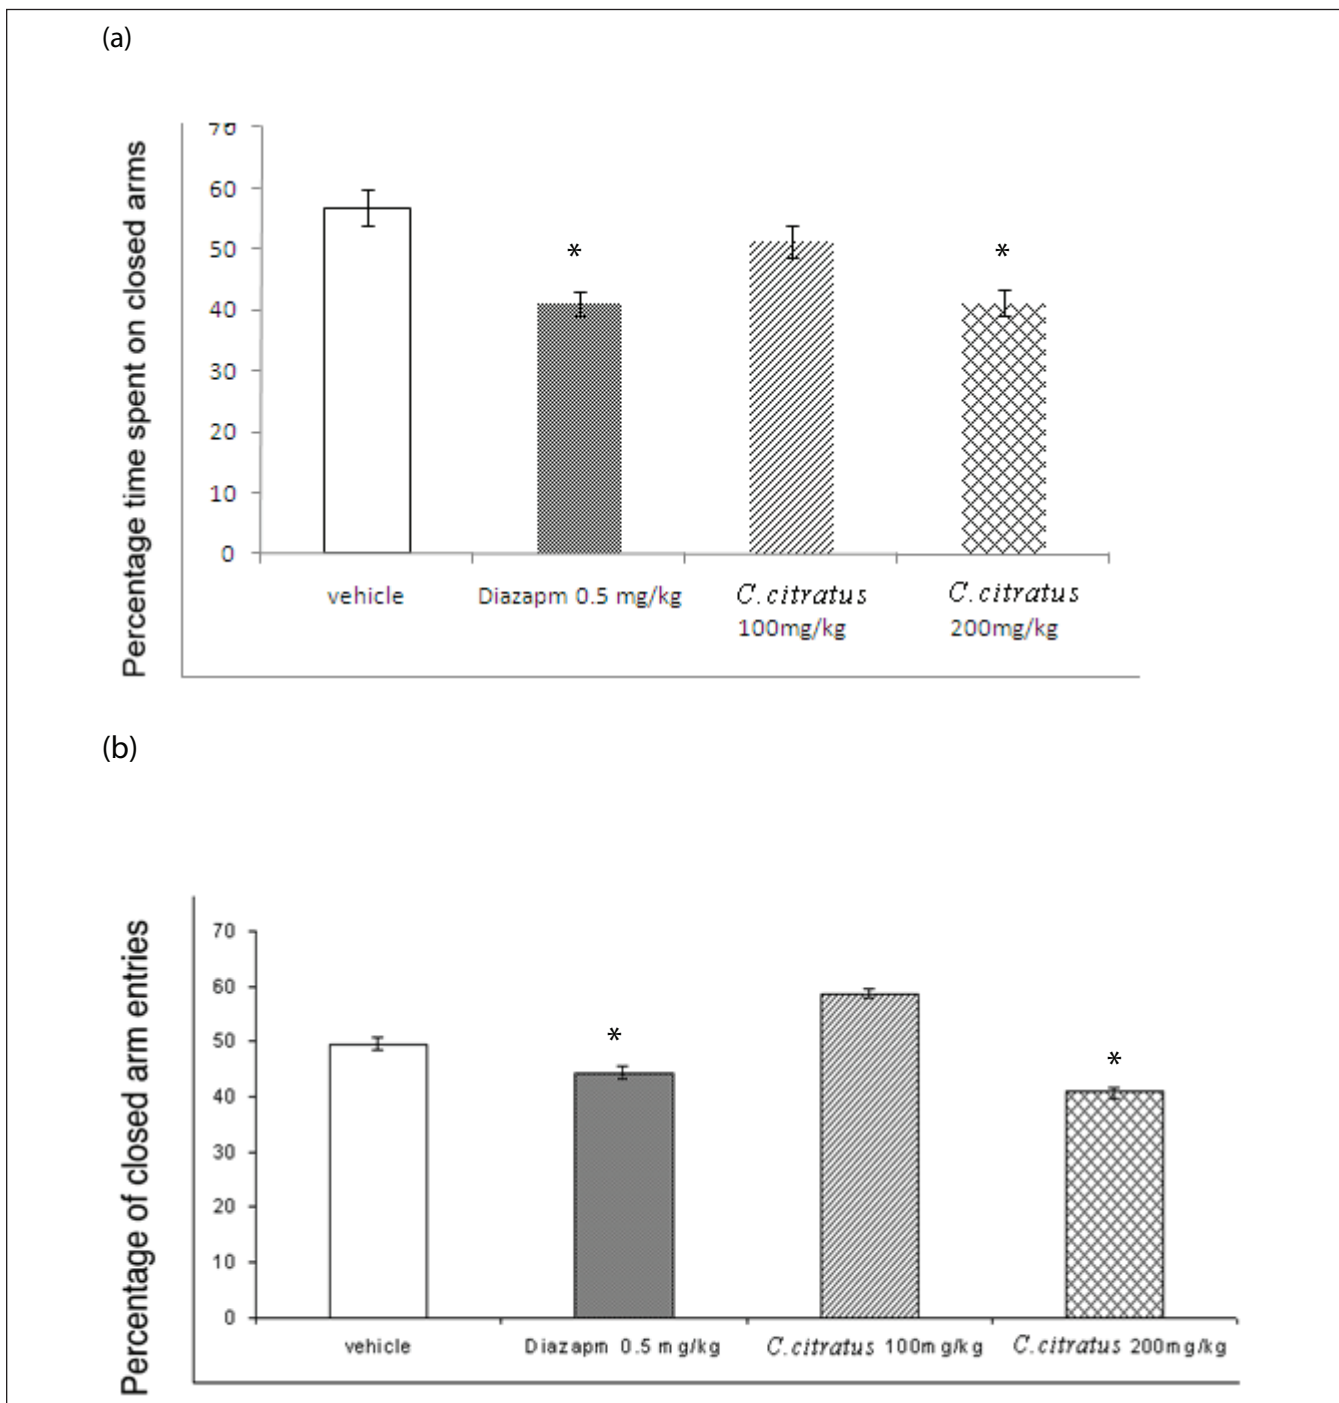 (a)
Percentage time spent on closed arms
70
60
50
40
30
20
10
0
*
*
vehicle
Diazapm 0.5 mg/kg
C.citratus
100mg/kg
C.citratus
200mg/kg
(b)
Percentage of closed arm entries
70
60
50
40
30
20
10
0
*
*
vehicle
Diazapm 0.5 mg/kg
C.citratus 100mg/kg
C.citratus 200mg/kg